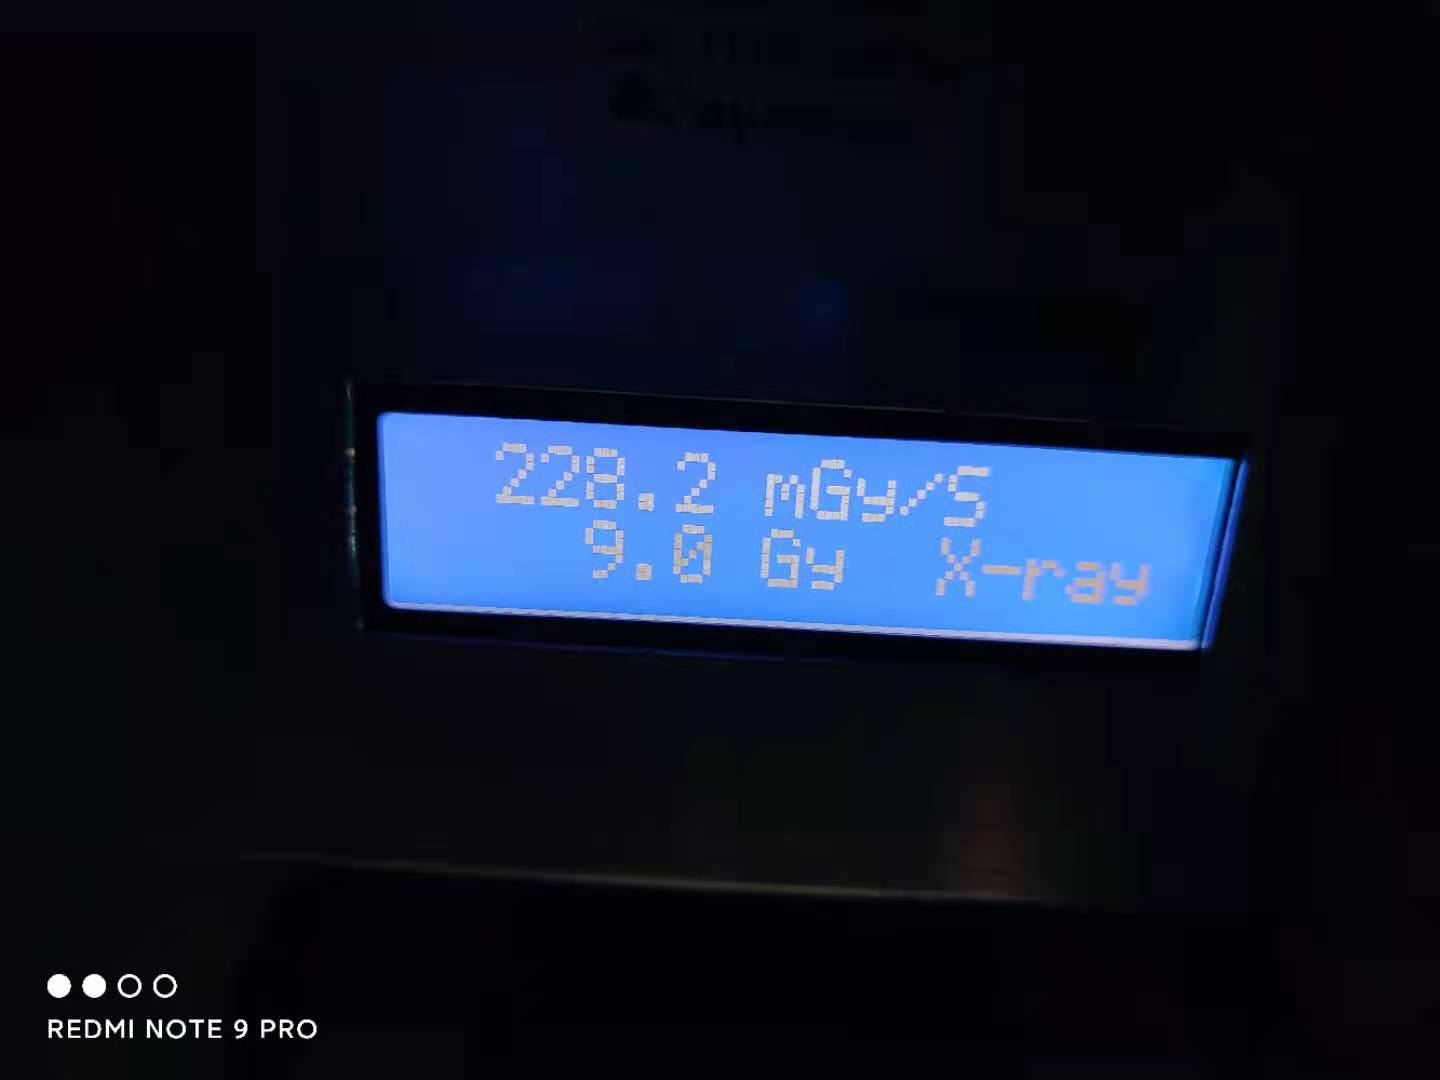 228.2 mGy/S
9.0 Gy X-ray
REDMI NOTE 9 PRO